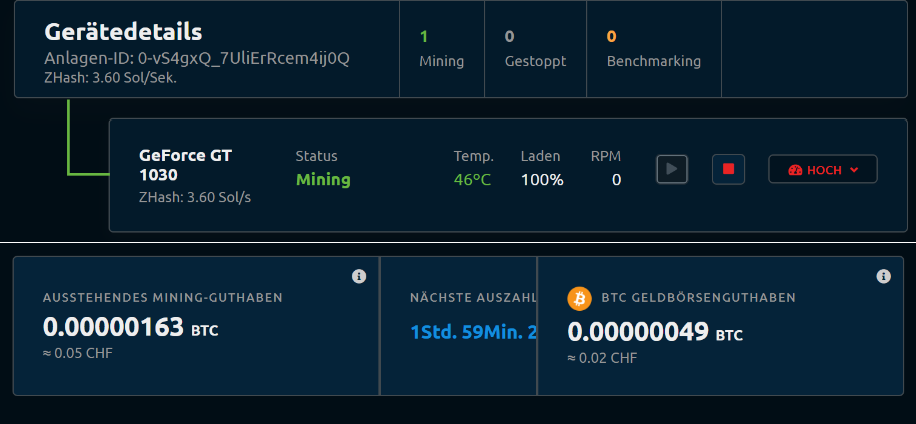 Gerätedetails
Anlagen-ID: 0-vS4gxQ_7UliErRcem4ij0Q
ZHash: 3.60 Sol/Sek.
1
Mining
0
Gestoppt
0
Benchmarking
GeForce GT
1030
ZHash: 3.60 Sol/s
Status
Mining
Temp.
46°C
Laden
100%
RPM
0
HOCH
AUSSTEHENDES MINING-GUTHABEN
0.00000163 BTC
≈ 0.05 CHF
NÄCHSTE AUSZAHL
1Std. 59Min. 2
BTC GELDBÖRSENGUTHABEN
0.00000049 BTC
≈ 0.02 CHF